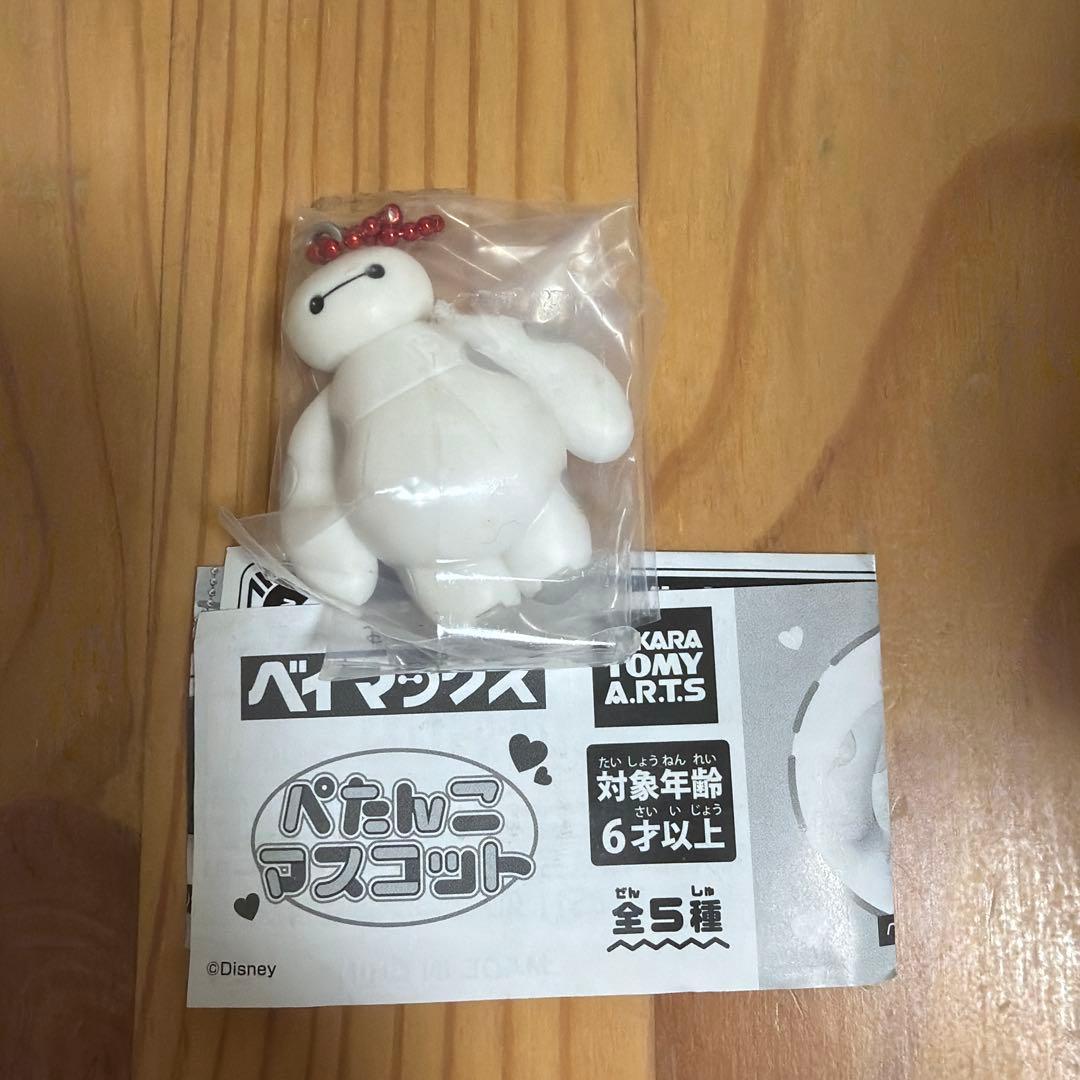 ベイマックス
TOMY
A.R.T.S
ぺたんこ
マスコット
たいしょうねんれい
対象年齢
さいいじょう
6才以上
ぜんしゅ
全5種
©Disney